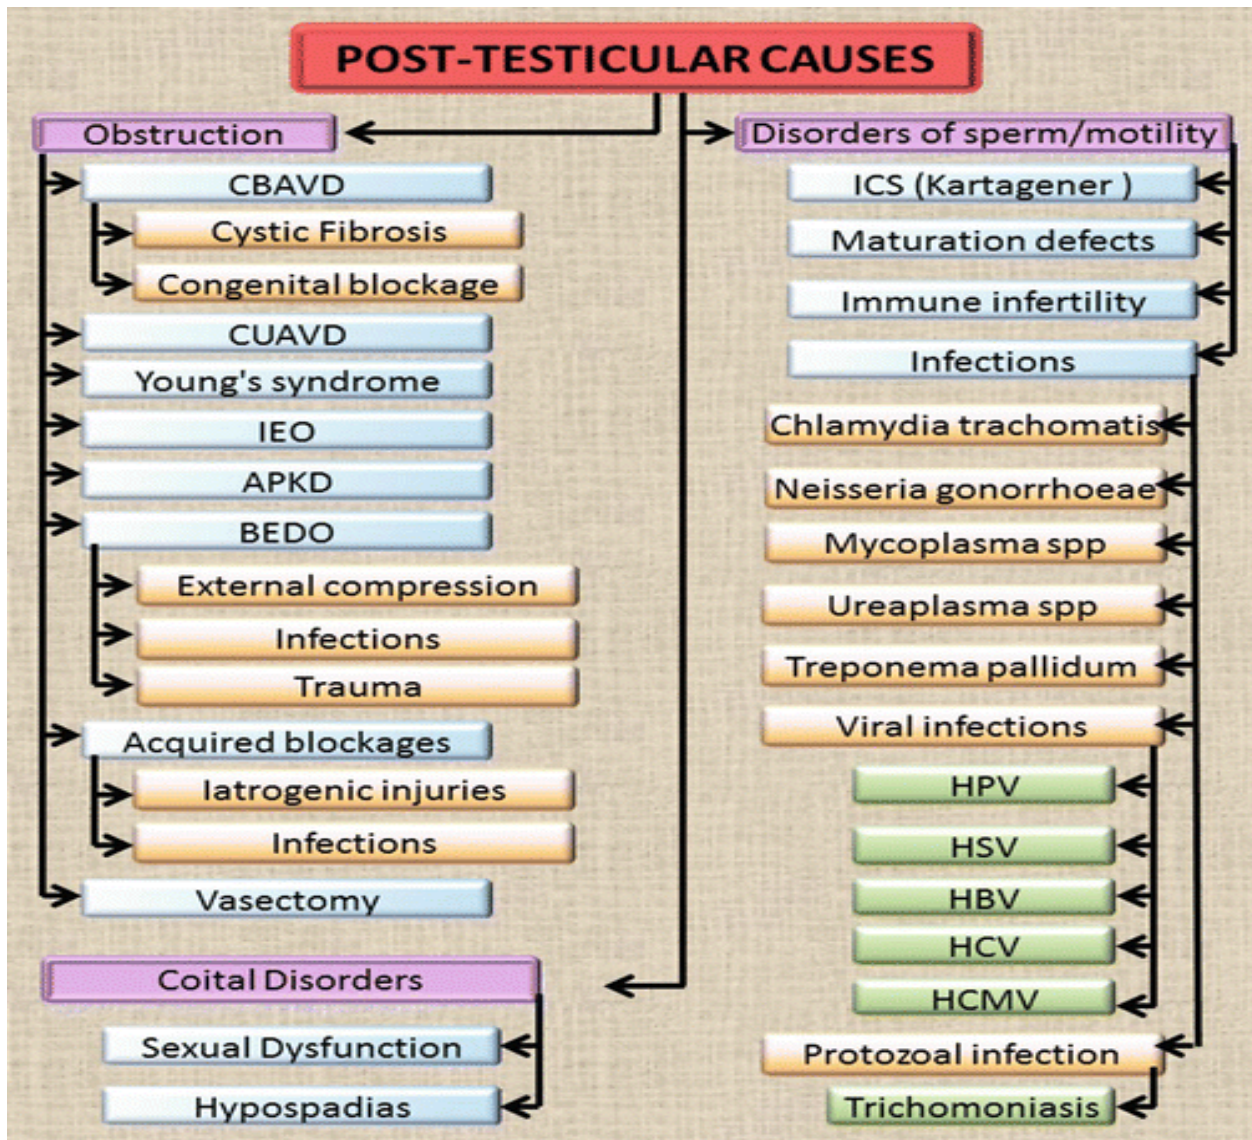 POST-TESTICULAR CAUSES
Obstruction
CBAVD
Cystic Fibrosis
Congenital blockage
CUAVD
Young's syndrome
IEO
APKD
BEDO
External compression
Infections
Trauma
Acquired blockages
Iatrogenic injuries
Infections
Vasectomy
Coital Disorders
Sexual Dysfunction
Hypospadias
Disorders of sperm/motility
ICS (Kartagener )
Maturation defects
Immune infertility
Infections
Chlamydia trachomatis
Neisseria gonorrhoeae
Mycoplasma spp
Ureaplasma spp
Treponema pallidum
Viral infections
HPV
HSV
HBV
HCV
HCMV
Protozoal infection
Trichomoniasis